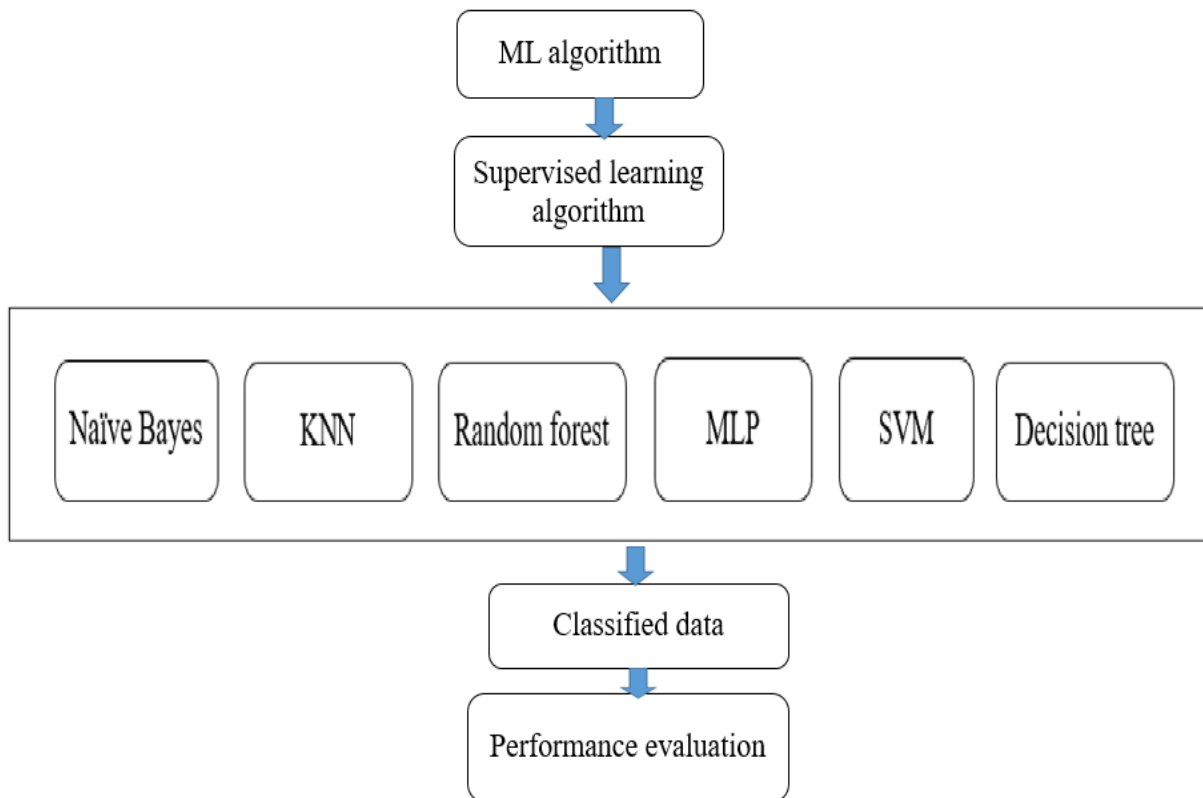 ML algorithm
Supervised learning
algorithm
Naïve Bayes
KNN
Random forest
MLP
SVM
Decision tree
Classified data
Performance evaluation